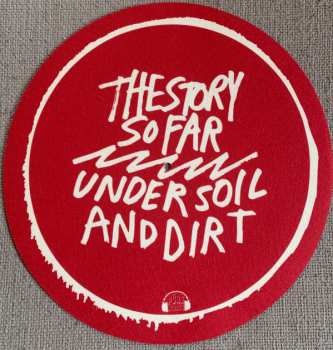 THE STORY
SO FAR
UNDER SOIL
AND DIRT